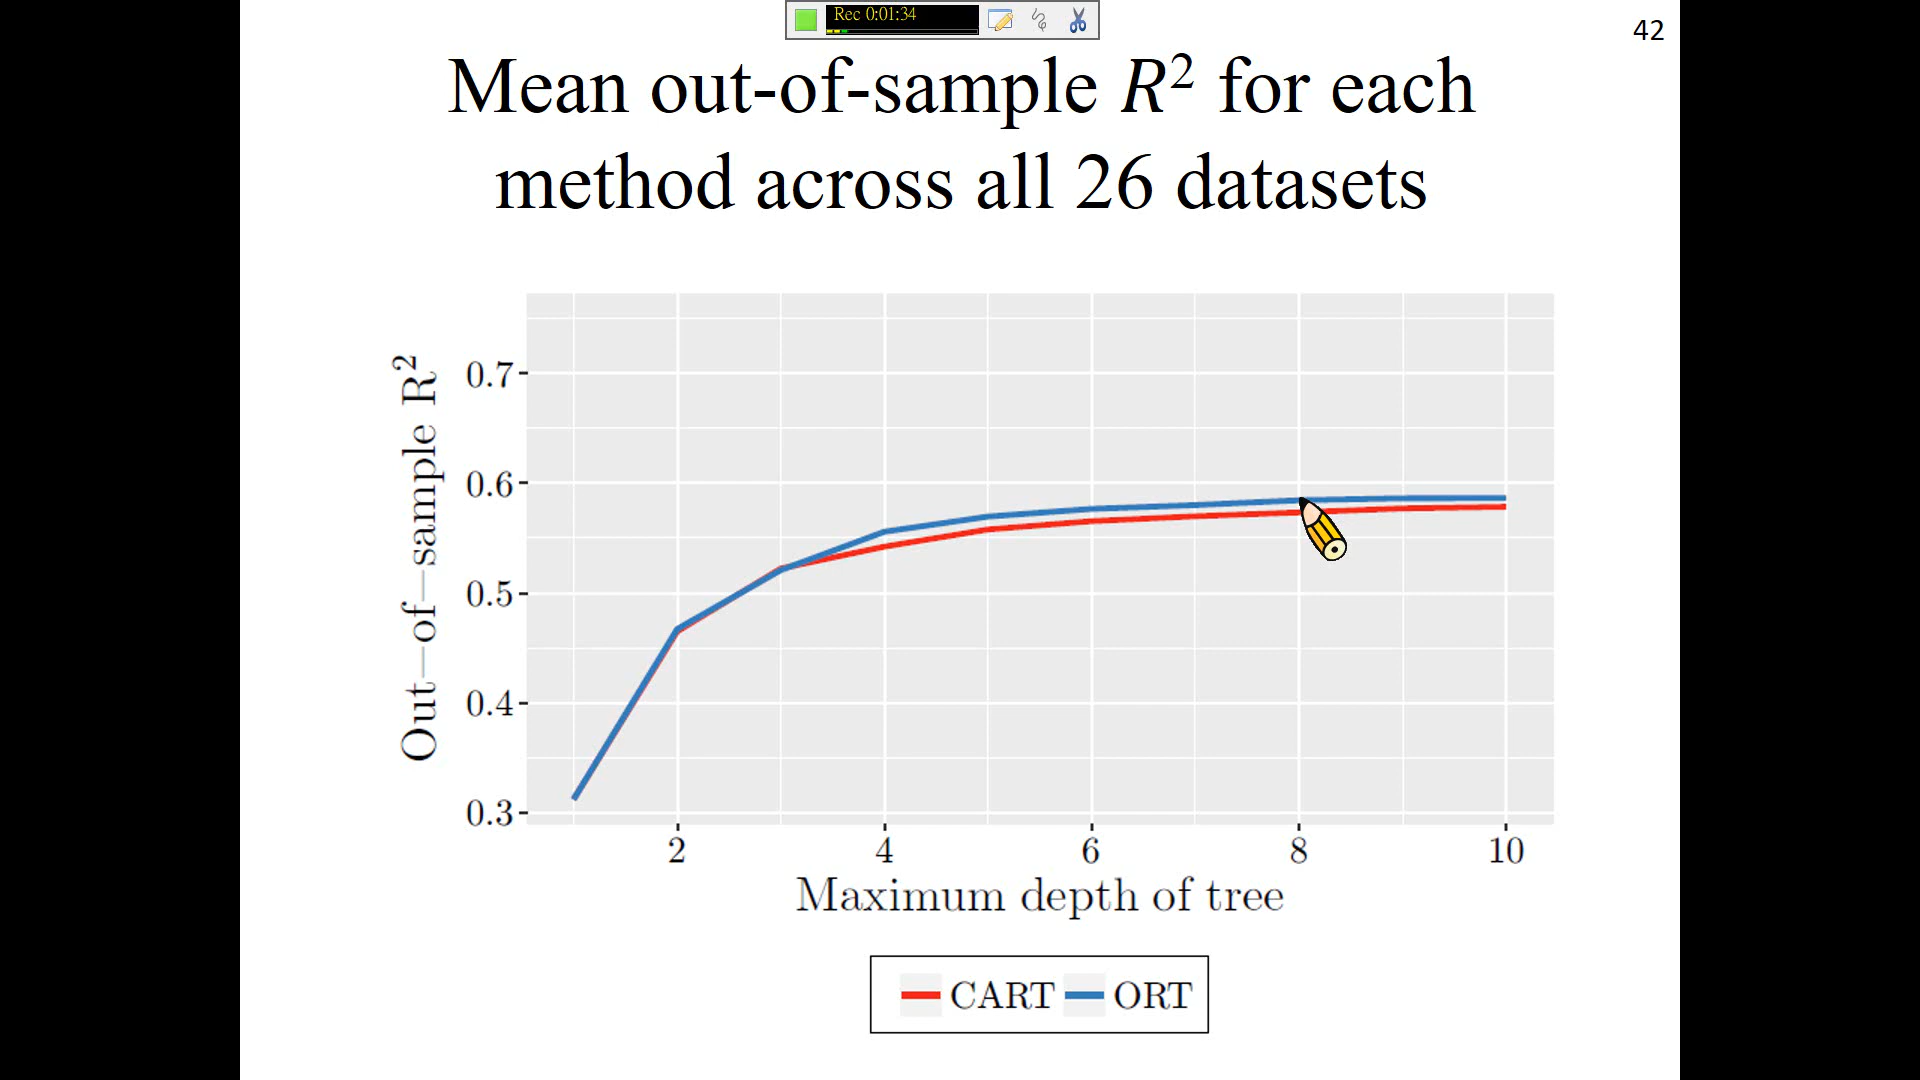 Rec 0:01:34
42
Mean out-of-sample R² for each
method across all 26 datasets
Out−of−sample R²
0.7
0.6
0.5
0.4
0.3
2 4 6 8 10
Maximum depth of tree
CART ORT